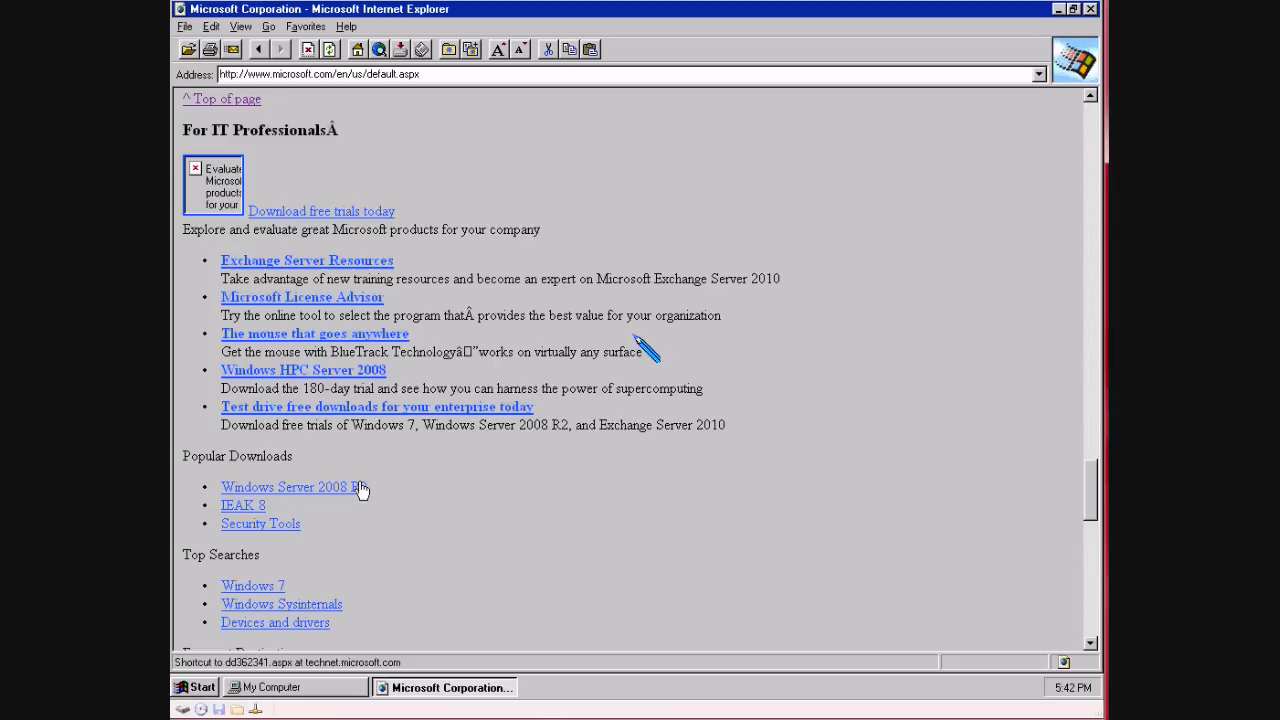 Microsoft Corporation - Microsoft Internet Explorer
File Edit View Go Favorites Help
Address: http://www.microsoft.com/en/us/default.aspx
^ Top of page
For IT ProfessionalsÂ
Evaluate
Microsof
products
for your
Download free trials today
Explore and evaluate great Microsoft products for your company
• Exchange Server Resources
Take advantage of new training resources and become an expert on Microsoft Exchange Server 2010
• Microsoft License Advisor
Try the online tool to select the program thatÂ provides the best value for your organization
• The mouse that goes anywhere
Get the mouse with BlueTrack Technologyâ□”works on virtually any surface
• Windows HPC Server 2008
Download the 180-day trial and see how you can harness the power of supercomputing
• Test drive free downloads for your enterprise today
Download free trials of Windows 7, Windows Server 2008 R2, and Exchange Server 2010
Popular Downloads
• Windows Server 2008
• IEAK 8
• Security Tools
Top Searches
• Windows 7
• Windows Sysinternals
• Devices and drivers
Shortcut to dd362341.aspx at technet.microsoft.com
Start My Computer Microsoft Corporation... 5:42 PM